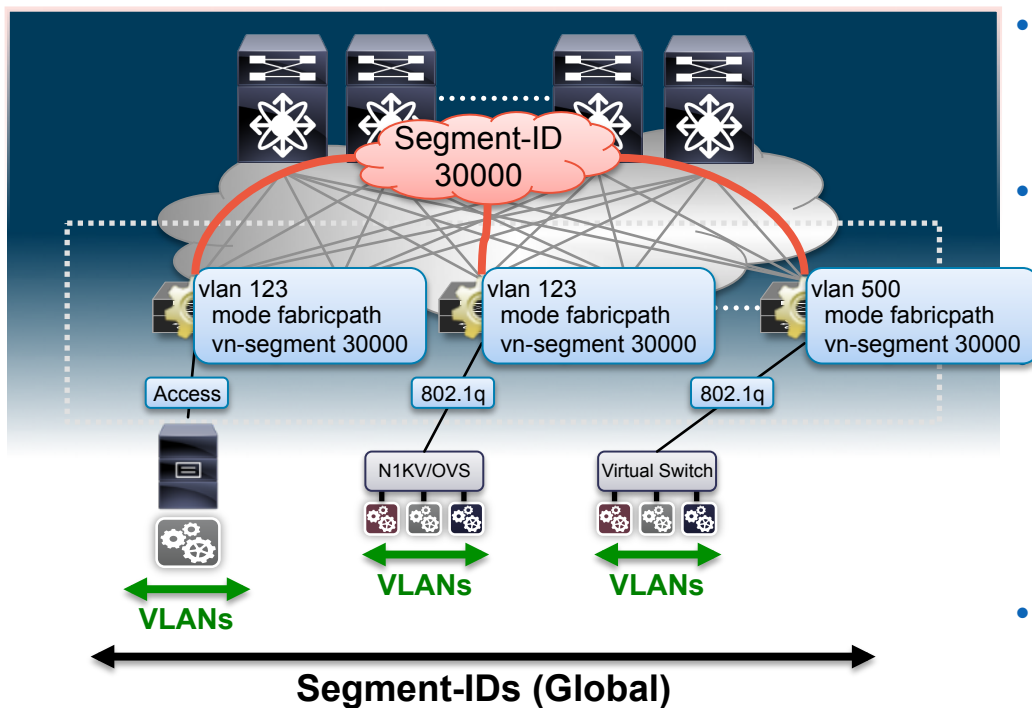 Segment-ID
30000
vlan 123
mode fabricpath
vn-segment 30000
vlan 123
mode fabricpath
vn-segment 30000
vlan 500
mode fabricpath
vn-segment 30000
Access
802.1q
802.1q
N1KV/OVS
Virtual Switch
VLANs
VLANs
VLANs
Segment-IDs (Global)